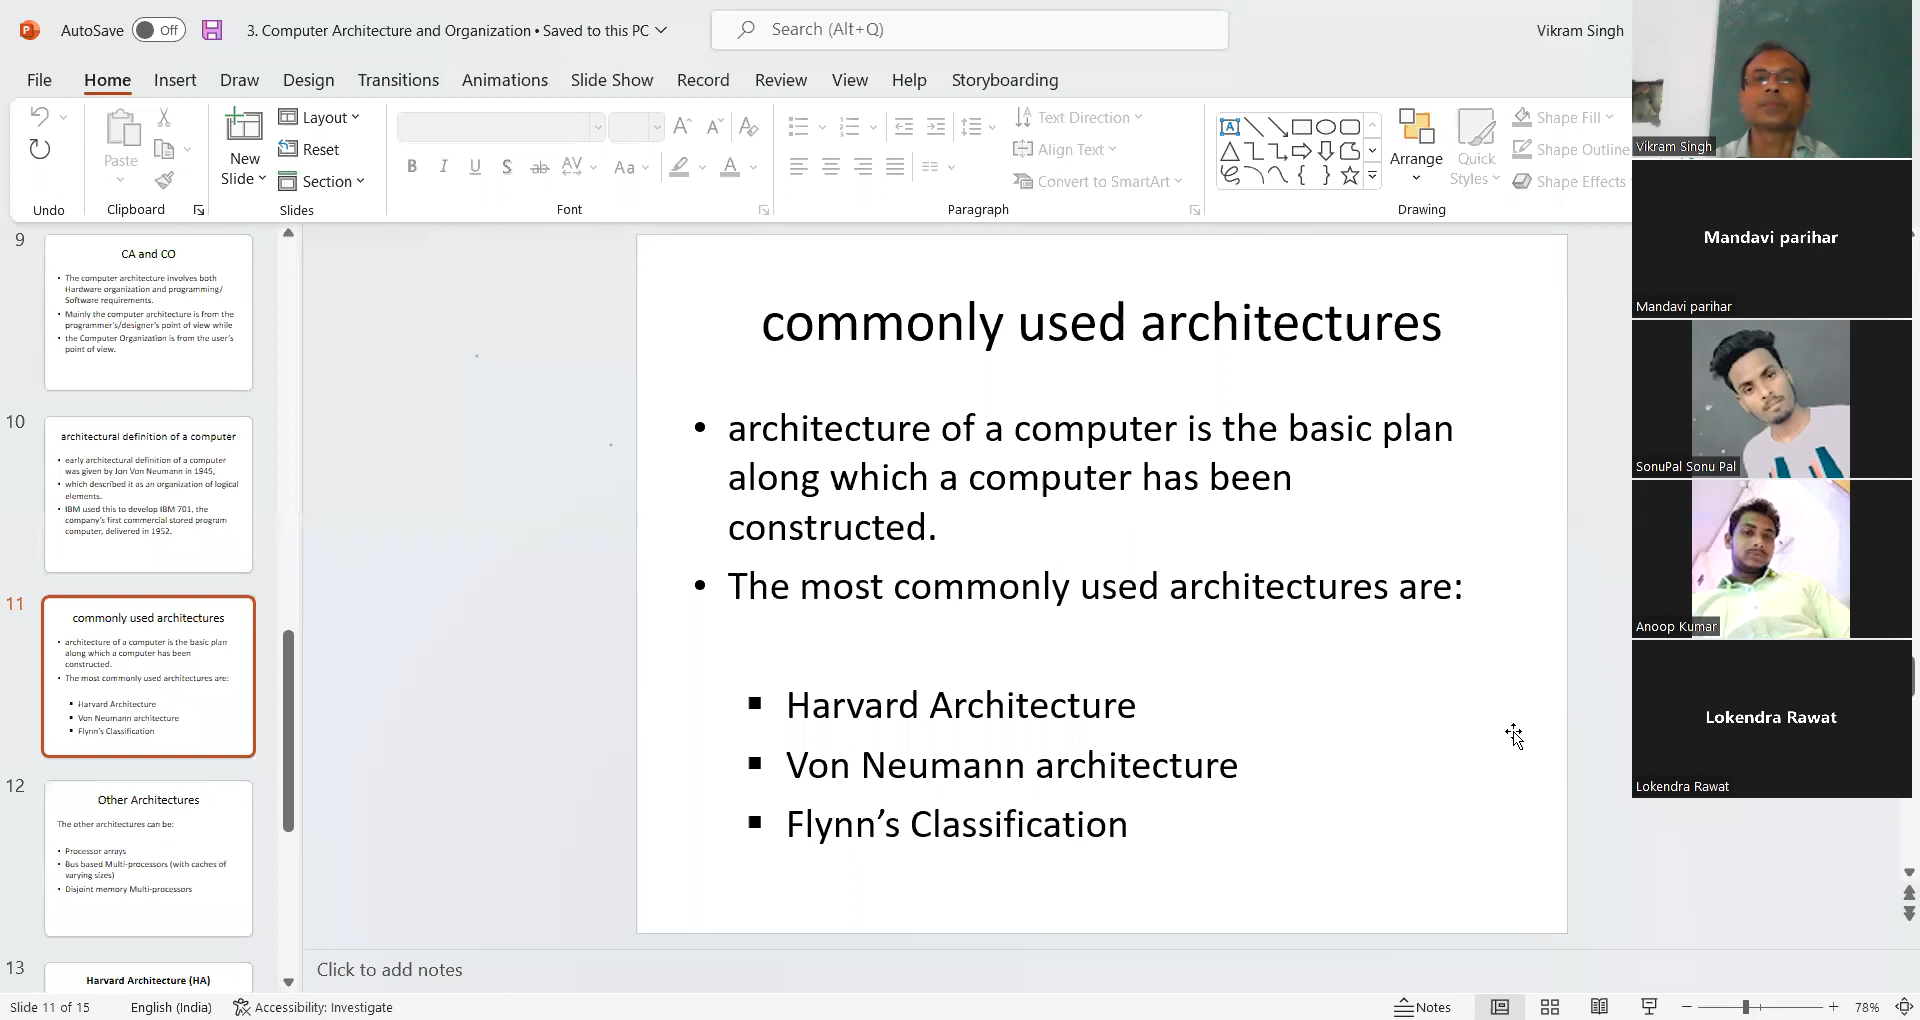 AutoSave Off 3. Computer Architecture and Organization • Saved to this PC Search (Alt+Q) Vikram Singh
File Home Insert Draw Design Transitions Animations Slide Show Record Review View Help Storyboarding
Paste
New
Slide
Layout
Reset
Section
B I U S ab AV Aa A
Text Direction
Align Text
Convert to SmartArt
Arrange
Quick
Styles
Shape Fill
Shape Outline
Shape Effects
Undo Clipboard Slides Font Paragraph Drawing
9
CA and CO
• The computer architecture involves both
Hardware organization and programming/
Software requirements.
• Mainly the computer architecture is from the
programmer's/designer's point of view while
• the Computer Organization is from the user's
point of view.
10
architectural definition of a computer
• early architectural definition of a computer
was given by Jon Von Neumann in 1945,
• which described it as an organization of logical
elements.
• IBM used this to develop IBM 701, the
company's first commercial stored program
computer, delivered in 1952.
11
commonly used architectures
• architecture of a computer is the basic plan
along which a computer has been
constructed.
• The most commonly used architectures are:
▪ Harvard Architecture
▪ Von Neumann architecture
▪ Flynn's Classification
12
Other Architectures
The other architectures can be:
• Processor arrays
• Bus based Multi-processors (with caches of
varying sizes)
• Disjoint memory Multi-processors
13
Harvard Architecture (HA)
commonly used architectures
• architecture of a computer is the basic plan
along which a computer has been
constructed.
• The most commonly used architectures are:
▪ Harvard Architecture
▪ Von Neumann architecture
▪ Flynn’s Classification
Click to add notes
Vikram Singh
Mandavi parihar
Mandavi parihar
SonuPal Sonu Pal
Anoop Kumar
Lokendra Rawat
Lokendra Rawat
Slide 11 of 15 English (India) Accessibility: Investigate Notes 78%